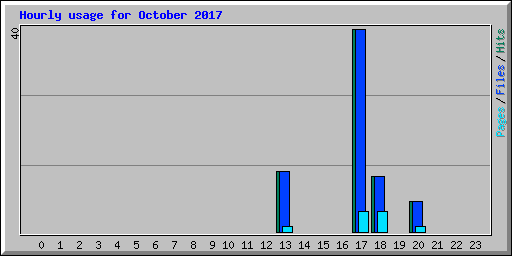 Hourly usage for October 2017
40
Pages/Files/Hits
0 1 2 3 4 5 6 7 8 9 10 11 12 13 14 15 16 17 18 19 20 21 22 23